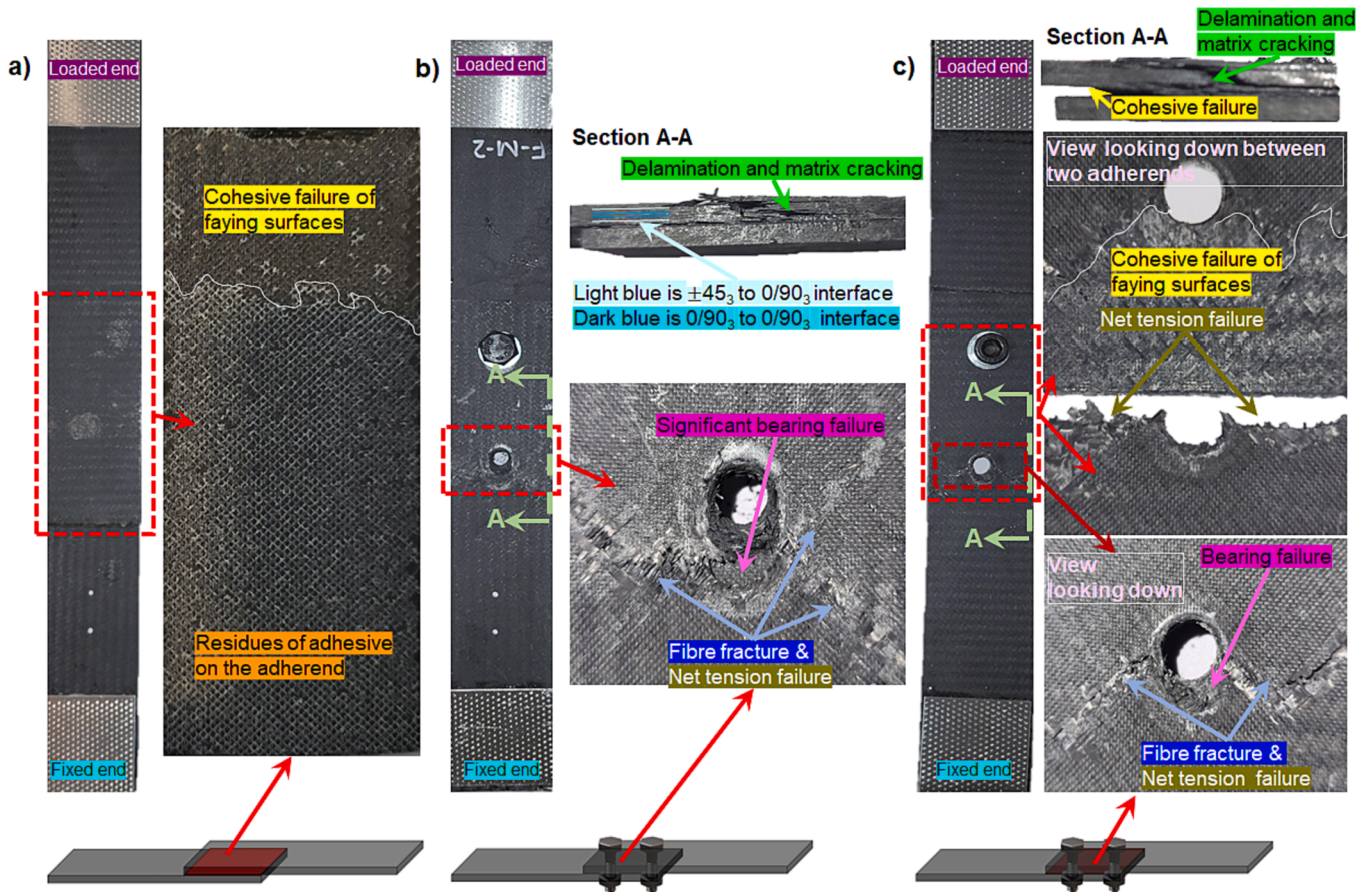 a)
Loaded end
Cohesive failure of
faying surfaces
Residues of adhesive
on the adherend
Fixed end
b)
Loaded end
F-M-2
Section A-A
Delamination and matrix cracking
Light blue is ±45₃ to 0/90₃ interface
Dark blue is 0/90₃ to 0/90₃ interface
A
A
Significant bearing failure
Fibre fracture &
Net tension failure
Fixed end
c)
Loaded end
Section A-A
Delamination and
matrix cracking
Cohesive failure
View looking down between
two adherends
Cohesive failure of
faying surfaces
Net tension failure
A
A
View
looking down
Bearing failure
Fibre fracture &
Net tension failure
Fixed end